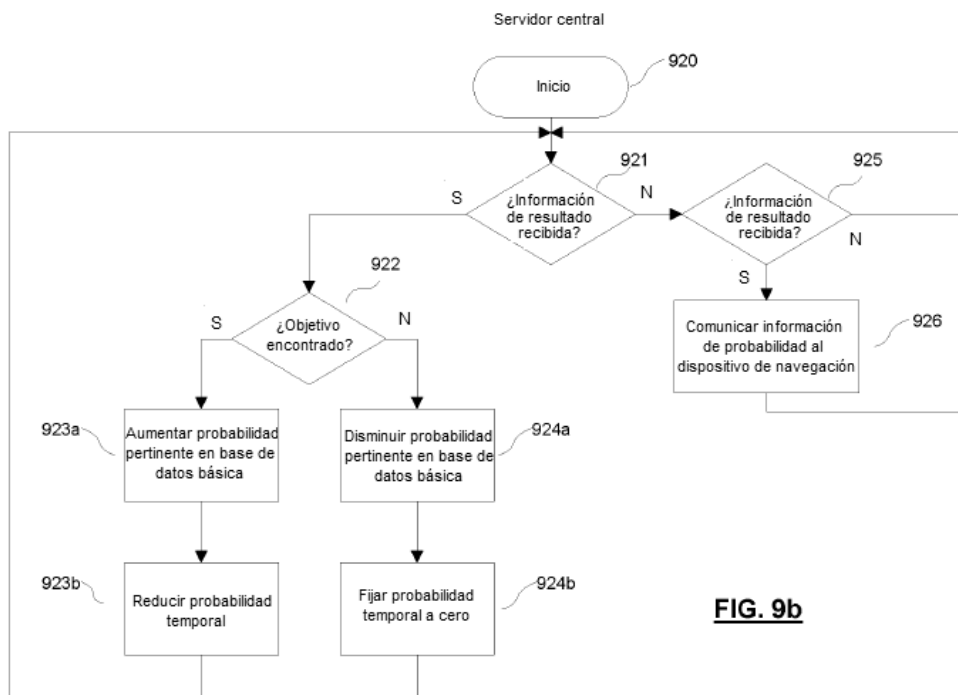 Servidor central
920
Inicio
921
925
S
¿Información
de resultado
recibida?
N
¿Información
de resultado
recibida?
N
922
S
S
¿Objetivo
encontrado?
N
Comunicar información
de probabilidad al
dispositivo de navegación
926
923a
Aumentar probabilidad
pertinente en base de
datos básica
Disminuir probabilidad
pertinente en base de
datos básica
924a
923b
Reducir probabilidad
temporal
Fijar probabilidad
temporal a cero
924b
FIG. 9b